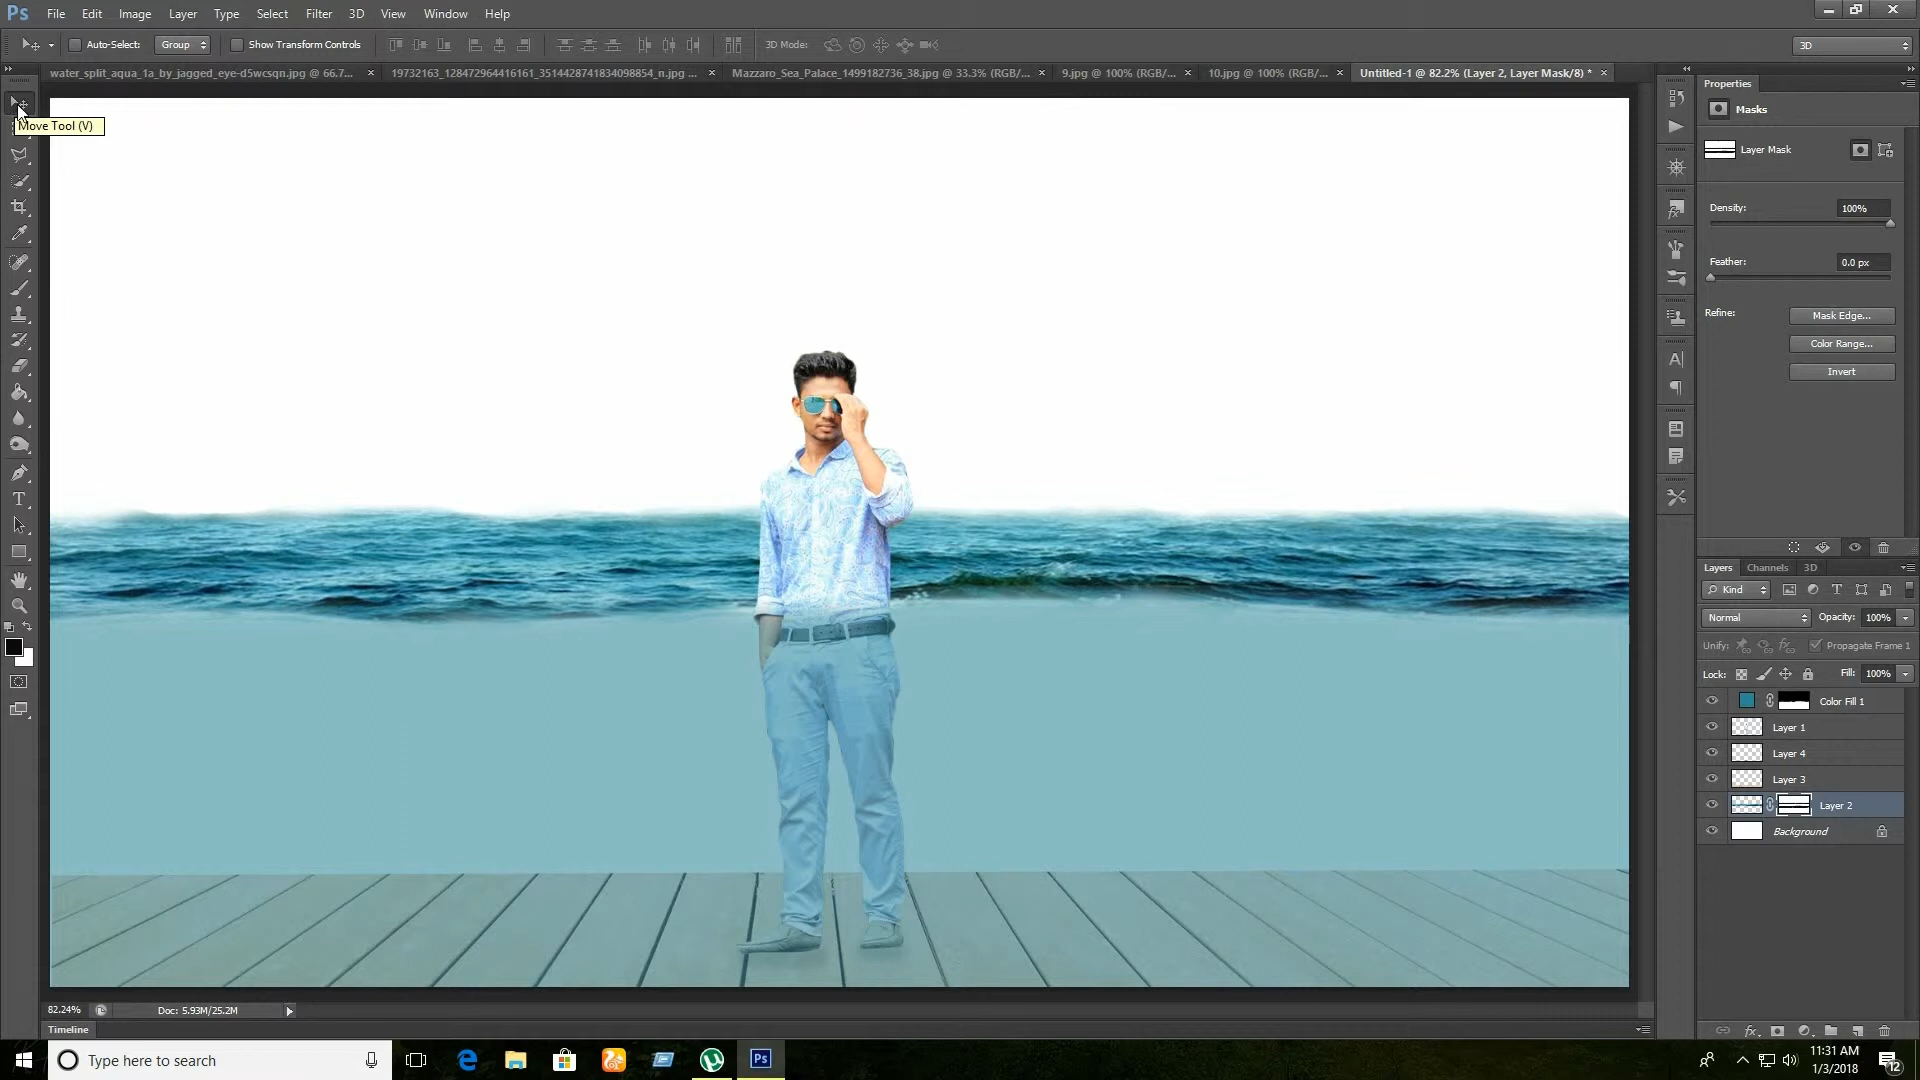 Ps File Edit Image Layer Type Select Filter 3D View Window Help
Auto-Select: Group Show Transform Controls 3D Mode: 3D
water_split_aqua_1a_by_jagged_eye-d5wcsqn.jpg @ 66.7... × 19732163_128472964416161_3514428741834098854_n.jpg ... × Mazzaro_Sea_Palace_1499182736_38.jpg @ 33.3% (RGB/... × 9.jpg @ 100% (RGB/... × 10.jpg @ 100% (RGB/... × Untitled-1 @ 82.2% (Layer 2, Layer Mask/8) * ×
Move Tool (V)
Properties
Masks
Layer Mask
Density: 100%
Feather: 0.0 px
Refine: Mask Edge...
Color Range...
Invert
Layers Channels 3D
Kind
Normal Opacity: 100%
Unify: Propagate Frame 1
Lock: Fill: 100%
Color Fill 1
Layer 1
Layer 4
Layer 3
Layer 2
Background
82.24% Doc: 5.93M/25.2M
Timeline
Type here to search
Ps
11:31 AM
1/3/2018
12